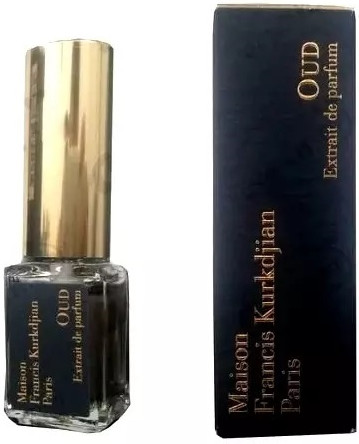 Maison
Francis Kurkdjian
Paris
OUD
Extrait de parfum
Maison
Francis Kurkdjian
Paris
OUD
Extrait de parfum